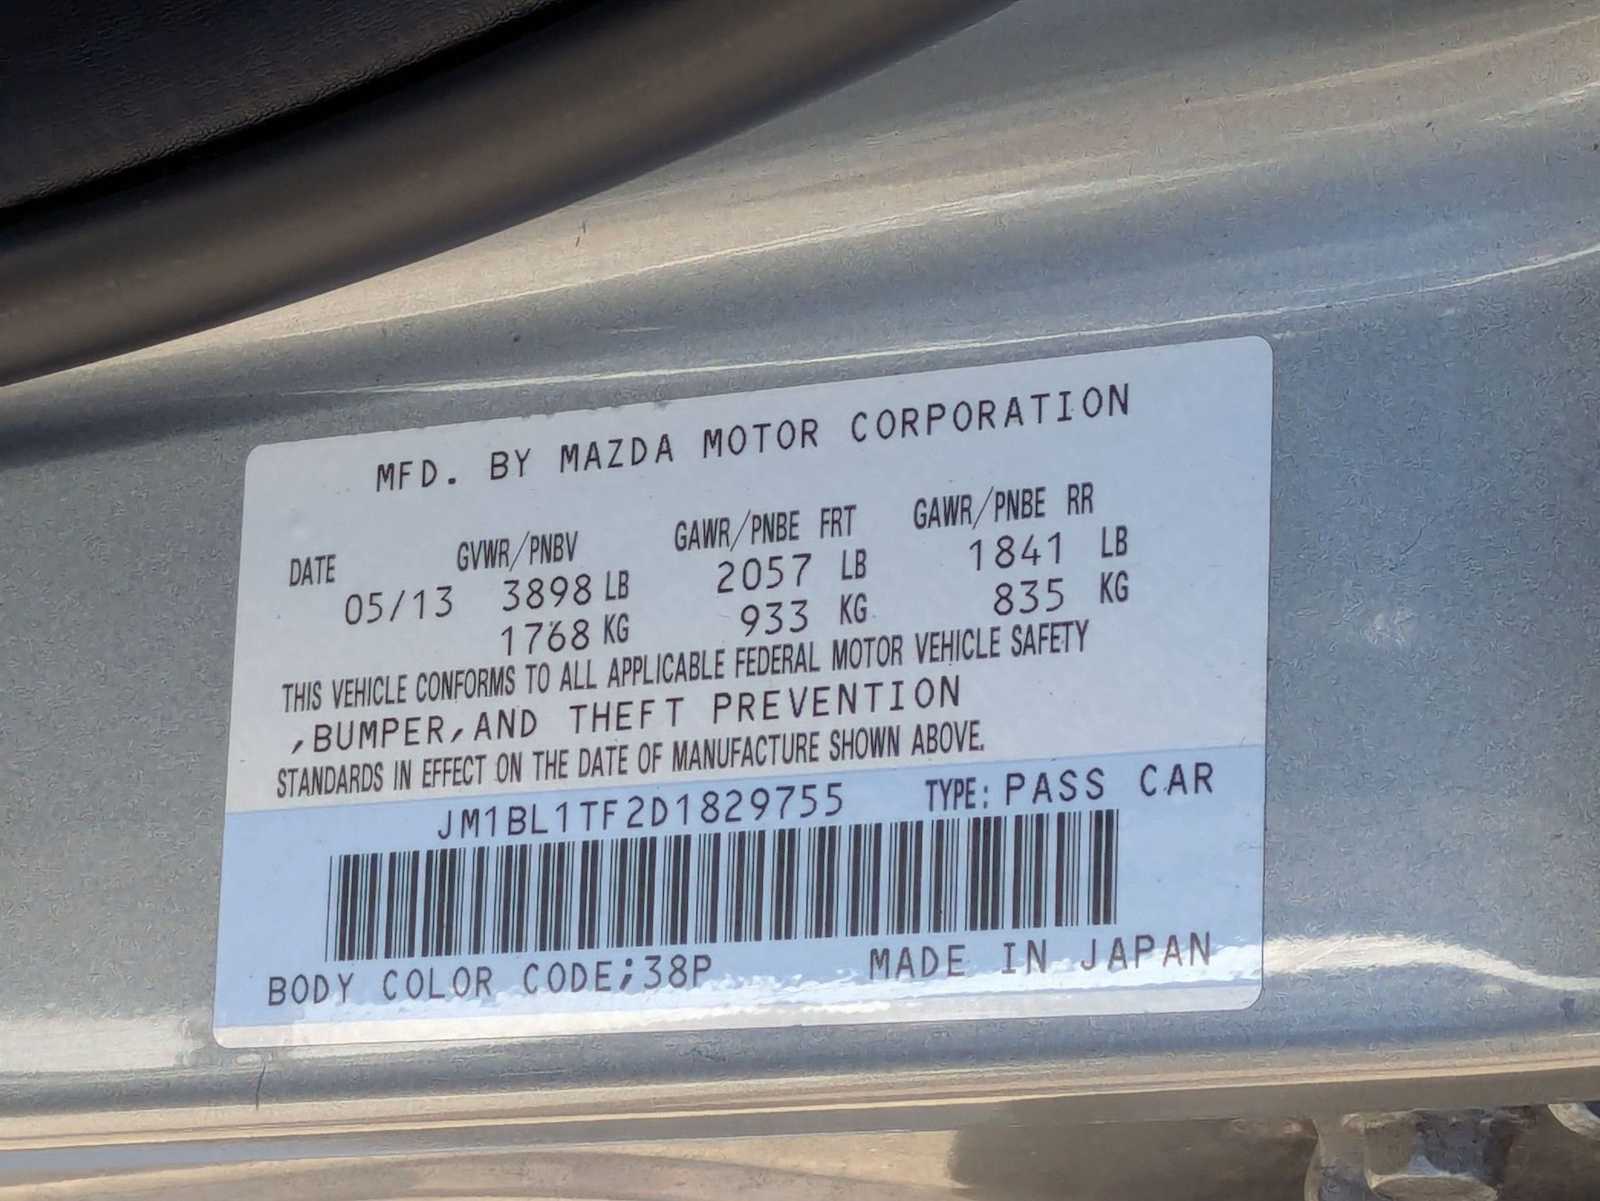 MFD. BY MAZDA MOTOR CORPORATION
DATE GVWR/PNBV GAWR/PNBE FRT GAWR/PNBE RR
05/13 3898 LB 2057 LB 1841 LB
1768 KG 933 KG 835 KG
THIS VEHICLE CONFORMS TO ALL APPLICABLE FEDERAL MOTOR VEHICLE SAFETY
,BUMPER,AND THEFT PREVENTION
STANDARDS IN EFFECT ON THE DATE OF MANUFACTURE SHOWN ABOVE.
JM1BL1TF2D1829755 TYPE: PASS CAR
BODY COLOR CODE;38P MADE IN JAPAN